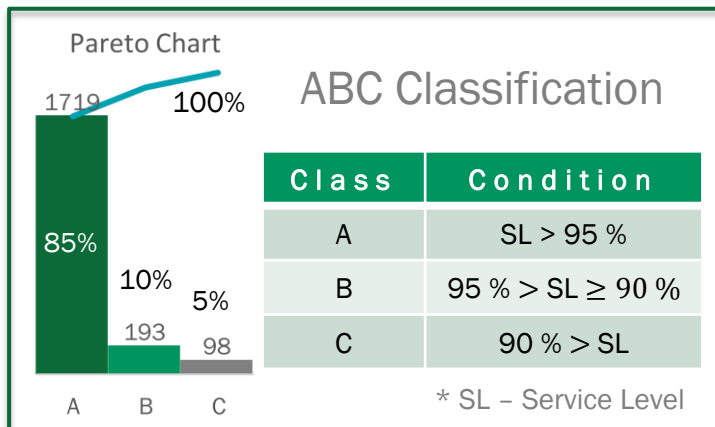 Pareto Chart
1719
100%
85%
10%
5%
193
98
A B C
ABC Classification
Class Condition
A SL > 95 %
B 95 % > SL ≥ 90 %
C 90 % > SL
* SL – Service Level